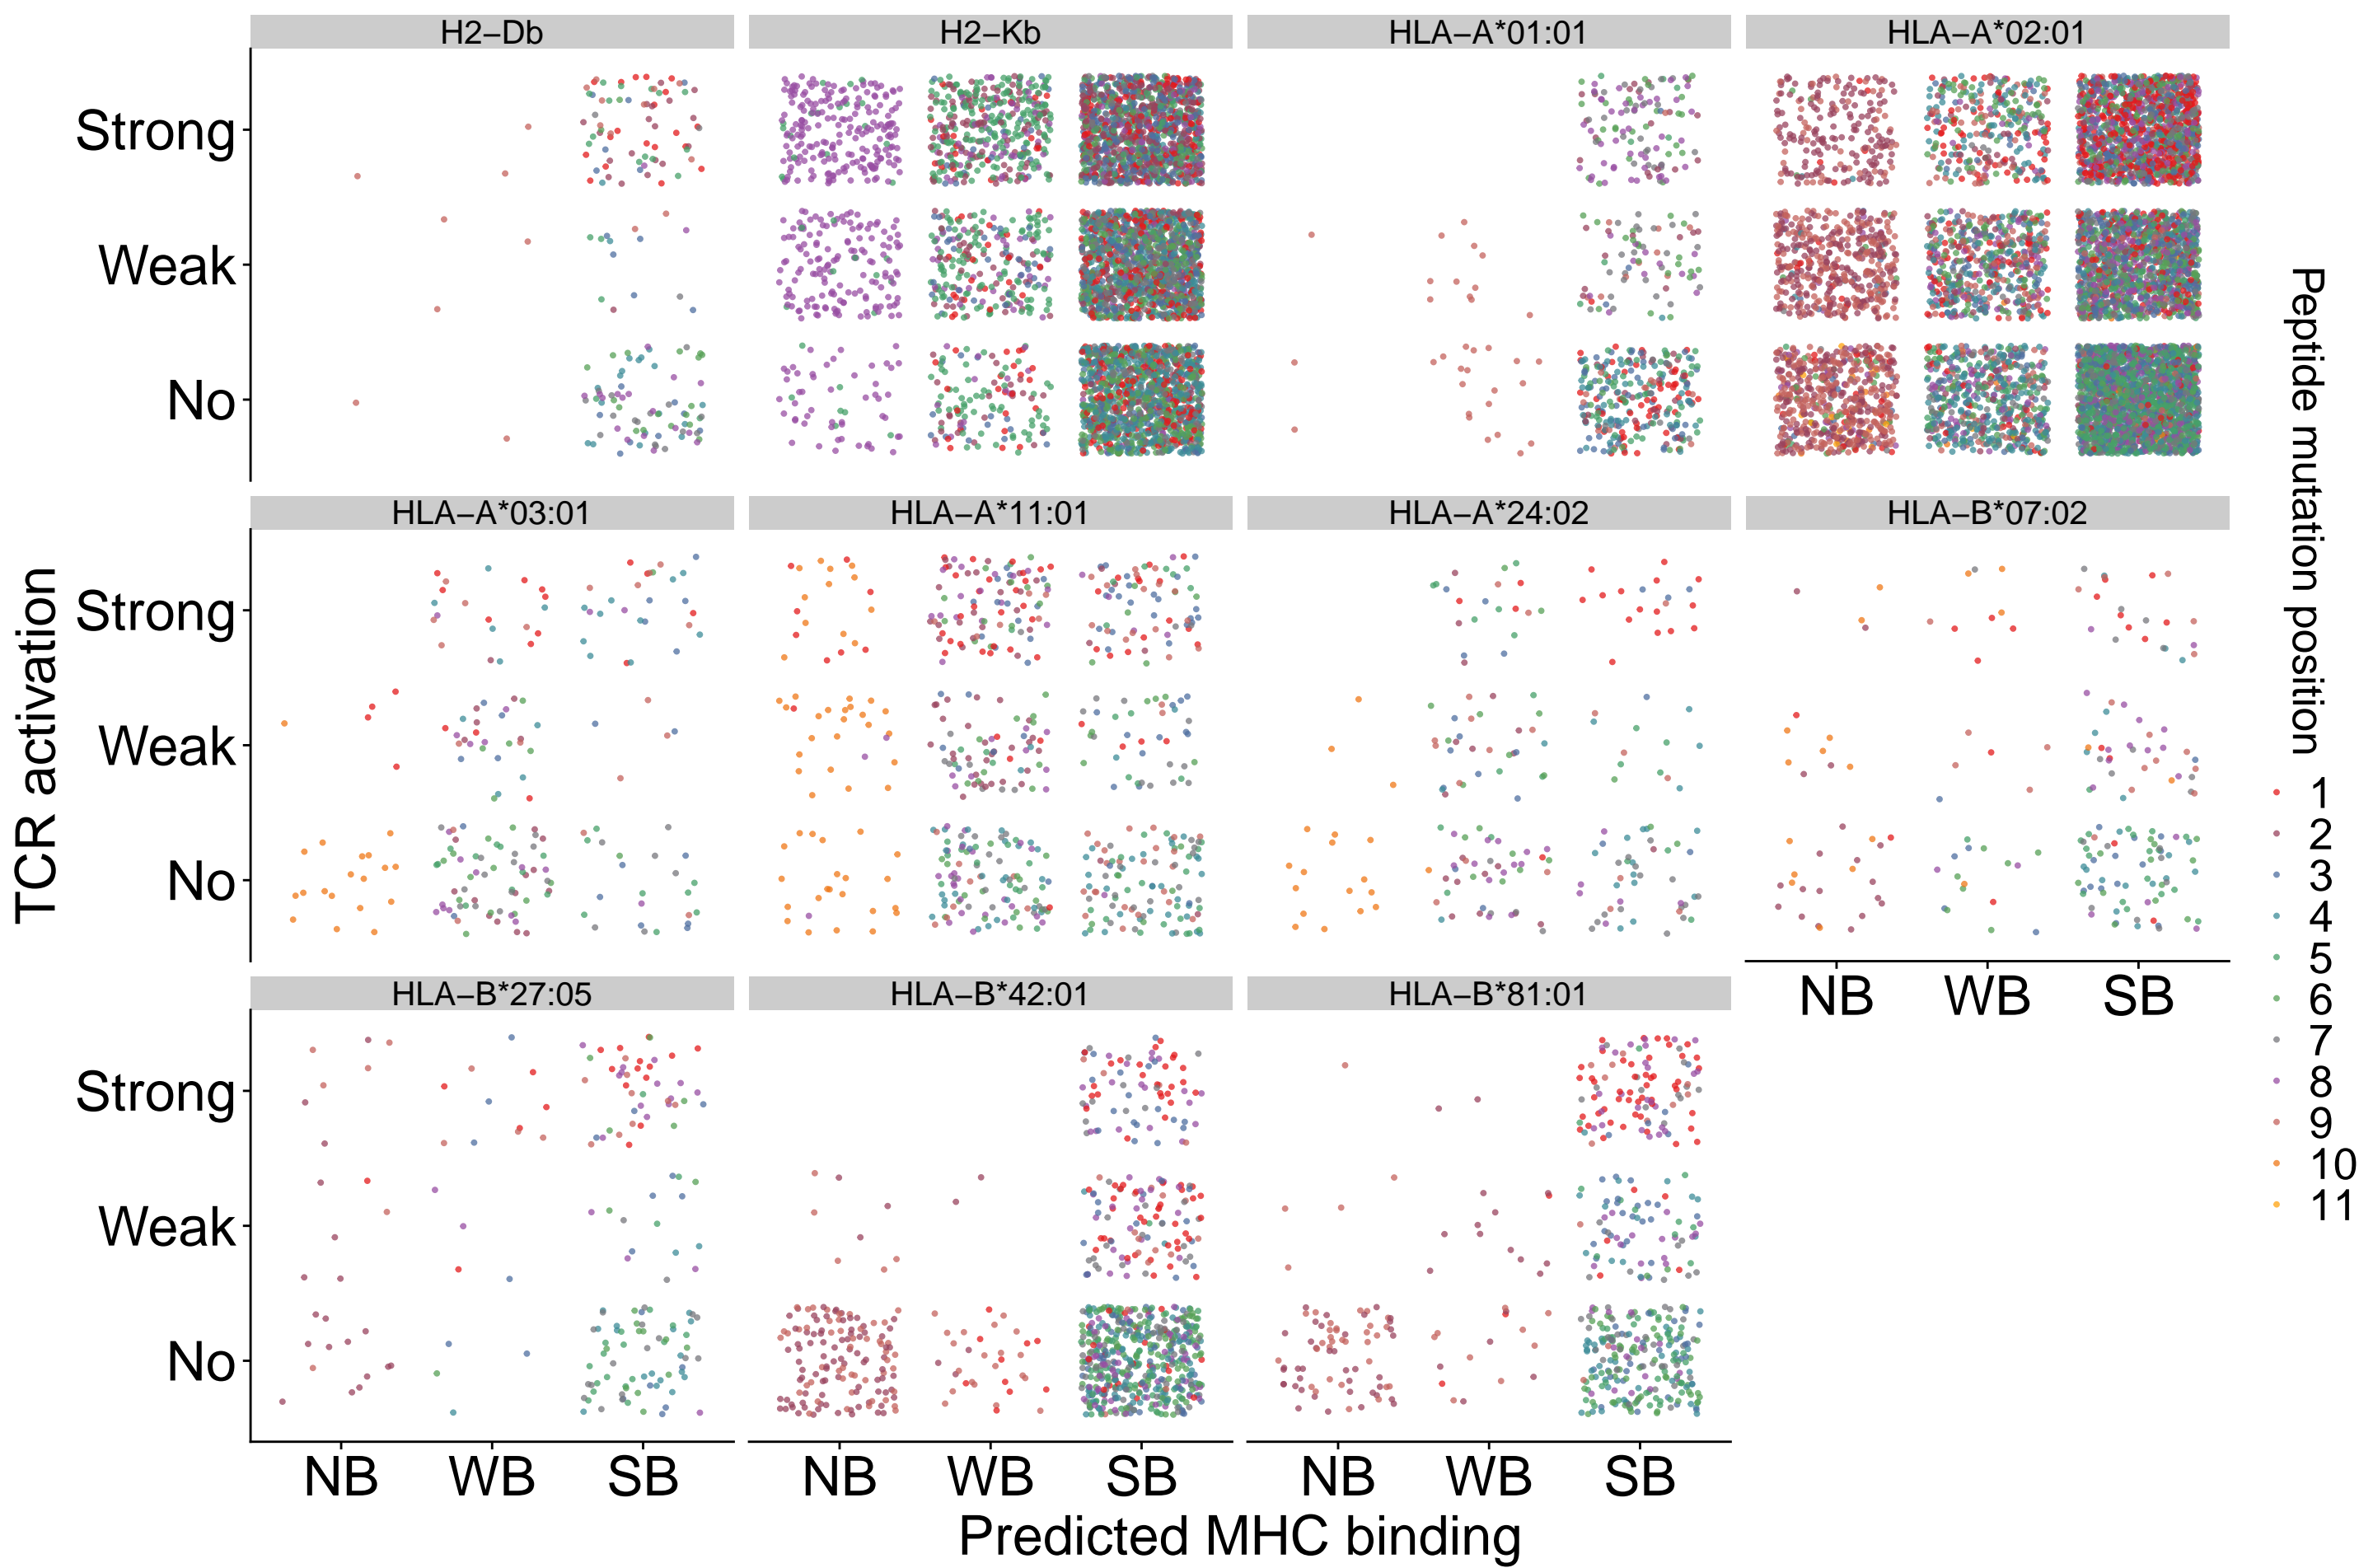 H2−Db
H2−Kb
HLA−A*01:01
HLA−A*02:01
Strong
Weak
No
HLA−A*03:01
HLA−A*11:01
HLA−A*24:02
HLA−B*07:02
Strong
Weak
No
NB
WB
SB
HLA−B*27:05
HLA−B*42:01
HLA−B*81:01
Strong
Weak
No
NB
WB
SB
NB
WB
SB
NB
WB
SB
Predicted MHC binding
TCR activation
Peptide mutation position
1
2
3
4
5
6
7
8
9
10
11